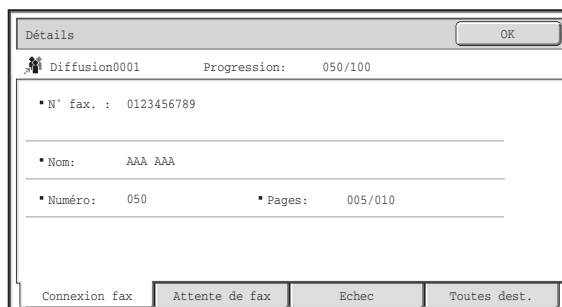 Détails OK
Diffusion0001 Progression: 050/100
▪ N° fax. : 0123456789
▪ Nom: AAA AAA
▪ Numéro: 050 ▪ Pages: 005/010
Connexion fax Attente de fax Echec Toutes dest.